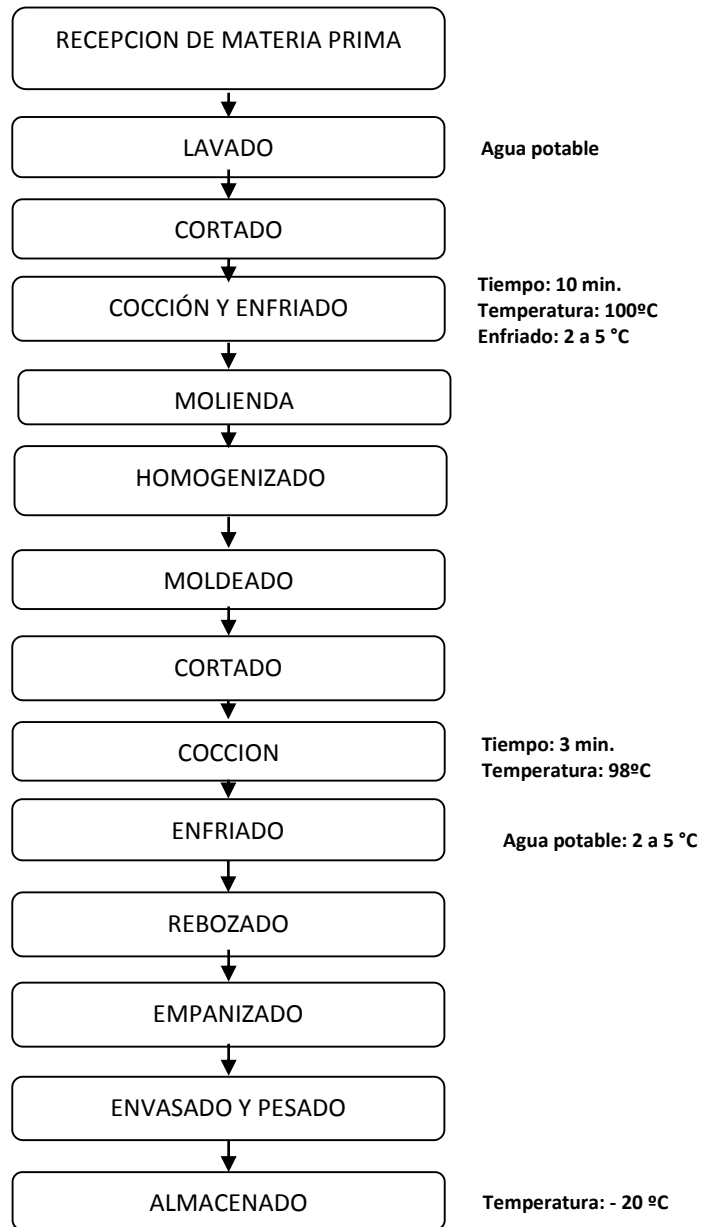 RECEPCION DE MATERIA PRIMA
LAVADO
Agua potable
CORTADO
COCCIÓN Y ENFRIADO
Tiempo: 10 min.
Temperatura: 100ºC
Enfriado: 2 a 5 °C
MOLIENDA
HOMOGENIZADO
MOLDEADO
CORTADO
COCCION
Tiempo: 3 min.
Temperatura: 98ºC
ENFRIADO
Agua potable: 2 a 5 °C
REBOZADO
EMPANIZADO
ENVASADO Y PESADO
ALMACENADO
Temperatura: - 20 ºC